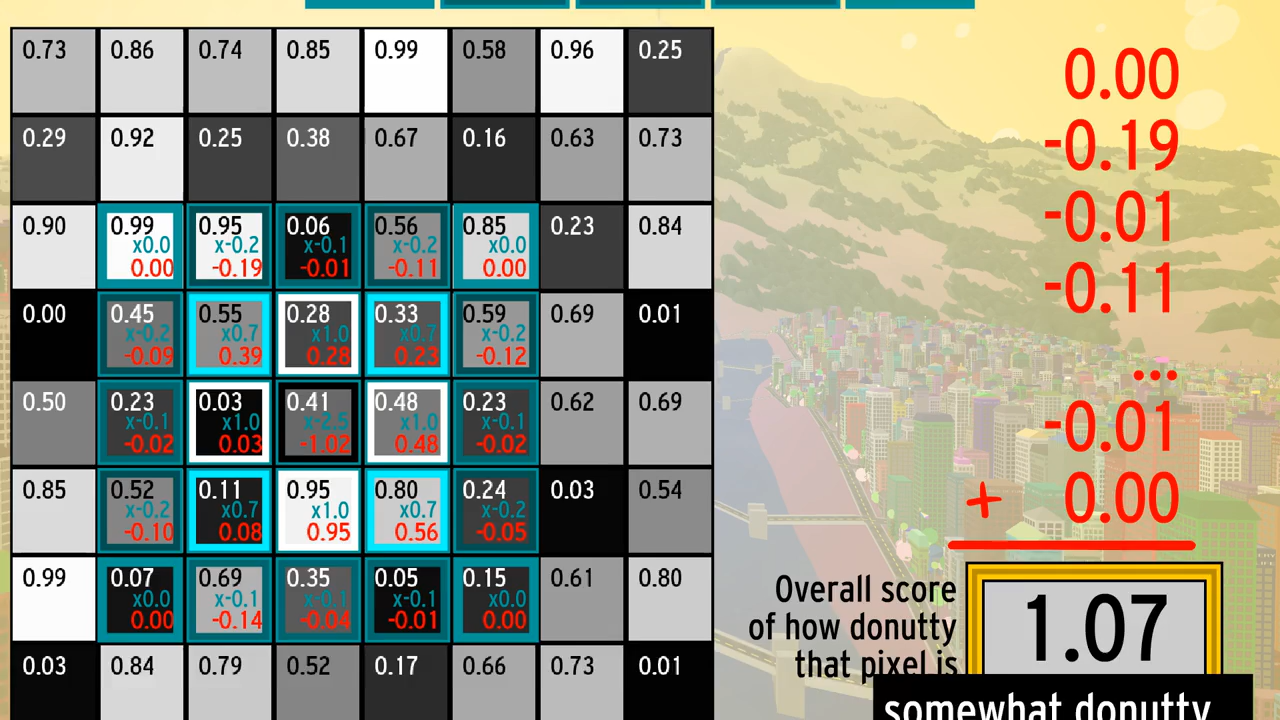 0.73 0.86 0.74 0.85 0.99 0.58 0.96 0.25
0.29 0.92 0.25 0.38 0.67 0.16 0.63 0.73
0.90 0.99 0.95 0.06 0.56 0.85 0.23 0.84
x0.0 x-0.2 x-0.1 x-0.2 x0.0
0.00 -0.19 -0.01 -0.11 0.00
0.00 0.45 0.55 0.28 0.33 0.59 0.69 0.01
x-0.2 x0.7 x1.0 x0.7 x-0.2
-0.09 0.39 0.28 0.23 -0.12
0.50 0.23 0.03 0.41 0.48 0.23 0.62 0.69
x-0.1 x1.0 x-2.5 x1.0 x-0.1
-0.02 0.03 -1.02 0.48 -0.02
0.85 0.52 0.11 0.95 0.80 0.24 0.03 0.54
x-0.2 x0.7 x1.0 x0.7 x-0.2
-0.10 0.08 0.95 0.56 -0.05
0.99 0.07 0.69 0.35 0.05 0.15 0.61 0.80
x0.0 x-0.1 x-0.1 x-0.1 x0.0
0.00 -0.14 -0.04 -0.01 0.00
0.03 0.84 0.79 0.52 0.17 0.66 0.73 0.01
0.00
-0.19
-0.01
-0.11
...
-0.01
+ 0.00
Overall score
of how donutty
that pixel is
1.07
somewhat donutty